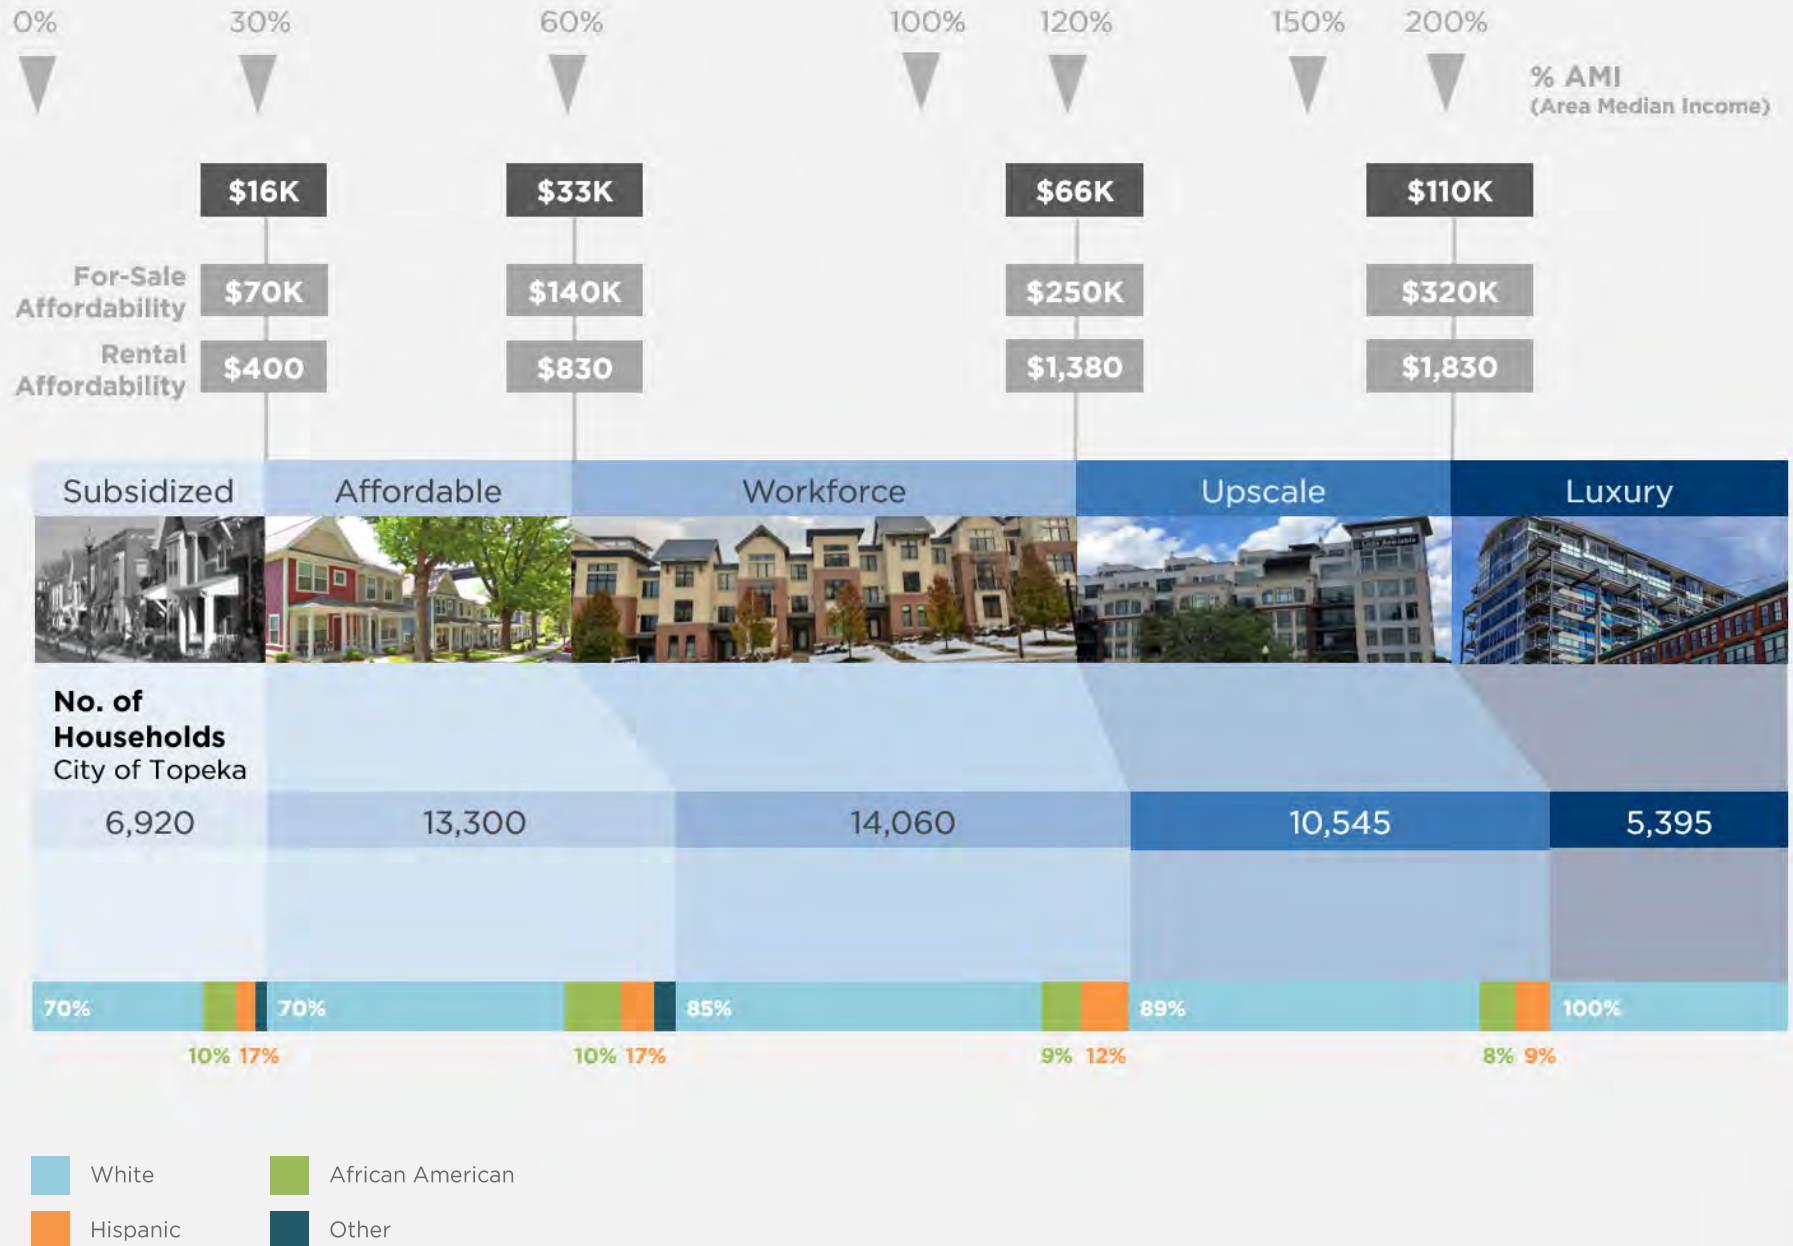 0% 30% 60% 100% 120% 150% 200%
% AMI
(Area Median Income)
$16K $33K $66K $110K
For-Sale
Affordability
$70K $140K $250K $320K
Rental
Affordability
$400 $830 $1,380 $1,830
Subsidized Affordable Workforce Upscale Luxury
No. of
Households
City of Topeka
6,920 13,300 14,060 10,545 5,395
70% 70% 85% 89% 100%
10% 17% 10% 17% 9% 12% 8% 9%
White African American
Hispanic Other